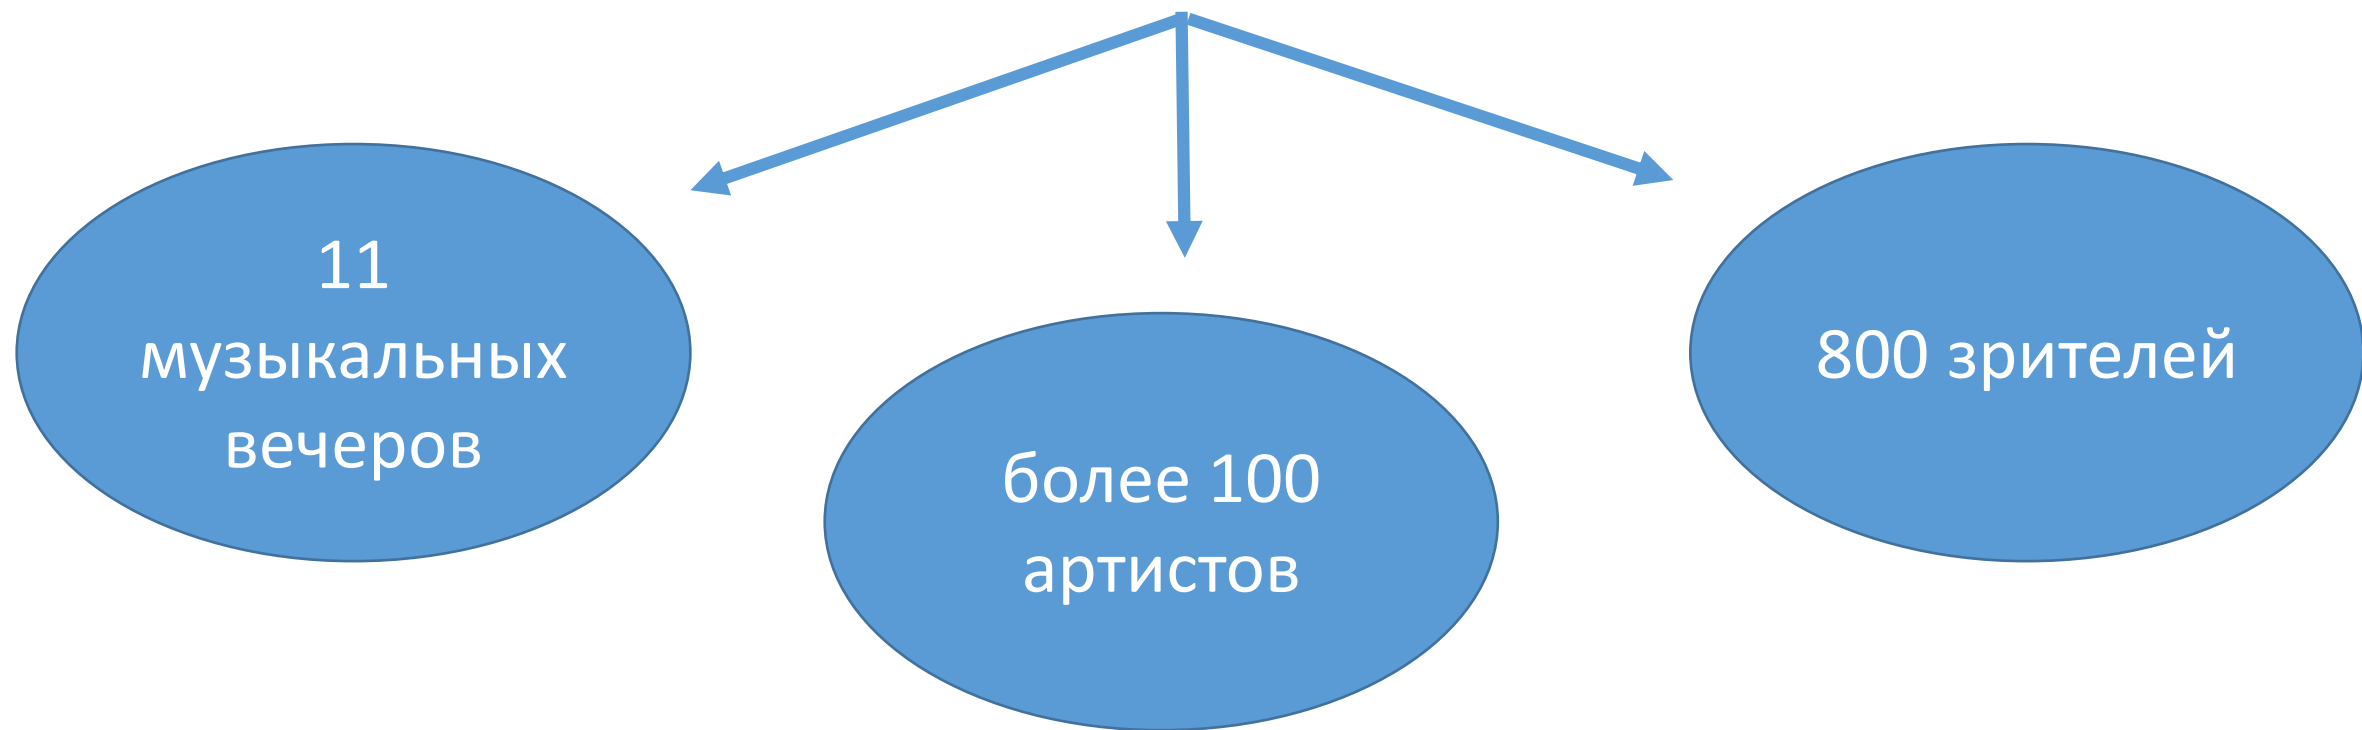 11
музыкальных
вечеров
более 100
артистов
800 зрителей